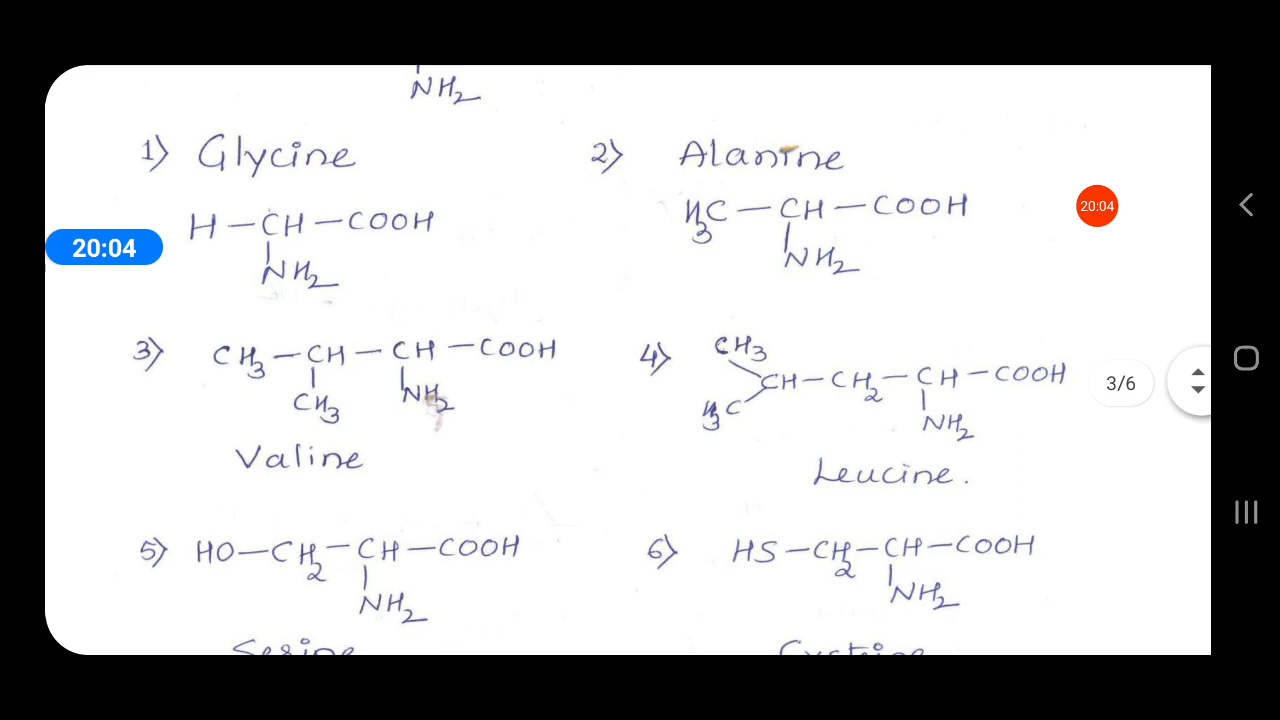 NH2
1) Glycine
H-CH-COOH
NH2
2) Alanine
H3C-CH-COOH
NH2
20:04
20:04
3) CH3-CH-CH-COOH
CH3 NH2
Valine
4) CH3
CH-CH2-CH-COOH
H3C
NH2
Leucine.
3/6
5) HO-CH2-CH-COOH
NH2
Serine
6) HS-CH2-CH-COOH
NH2
Cysteine